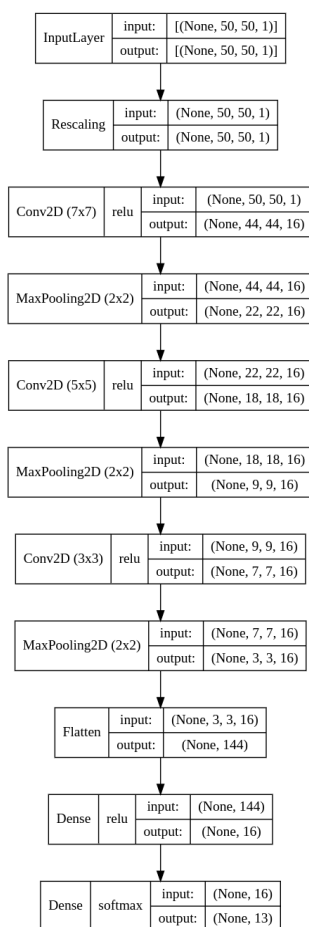 InputLayer input: [(None, 50, 50, 1)]
output: [(None, 50, 50, 1)]
Rescaling input: (None, 50, 50, 1)
output: (None, 50, 50, 1)
Conv2D (7x7) relu input: (None, 50, 50, 1)
output: (None, 44, 44, 16)
MaxPooling2D (2x2) input: (None, 44, 44, 16)
output: (None, 22, 22, 16)
Conv2D (5x5) relu input: (None, 22, 22, 16)
output: (None, 18, 18, 16)
MaxPooling2D (2x2) input: (None, 18, 18, 16)
output: (None, 9, 9, 16)
Conv2D (3x3) relu input: (None, 9, 9, 16)
output: (None, 7, 7, 16)
MaxPooling2D (2x2) input: (None, 7, 7, 16)
output: (None, 3, 3, 16)
Flatten input: (None, 3, 3, 16)
output: (None, 144)
Dense relu input: (None, 144)
output: (None, 16)
Dense softmax input: (None, 16)
output: (None, 13)